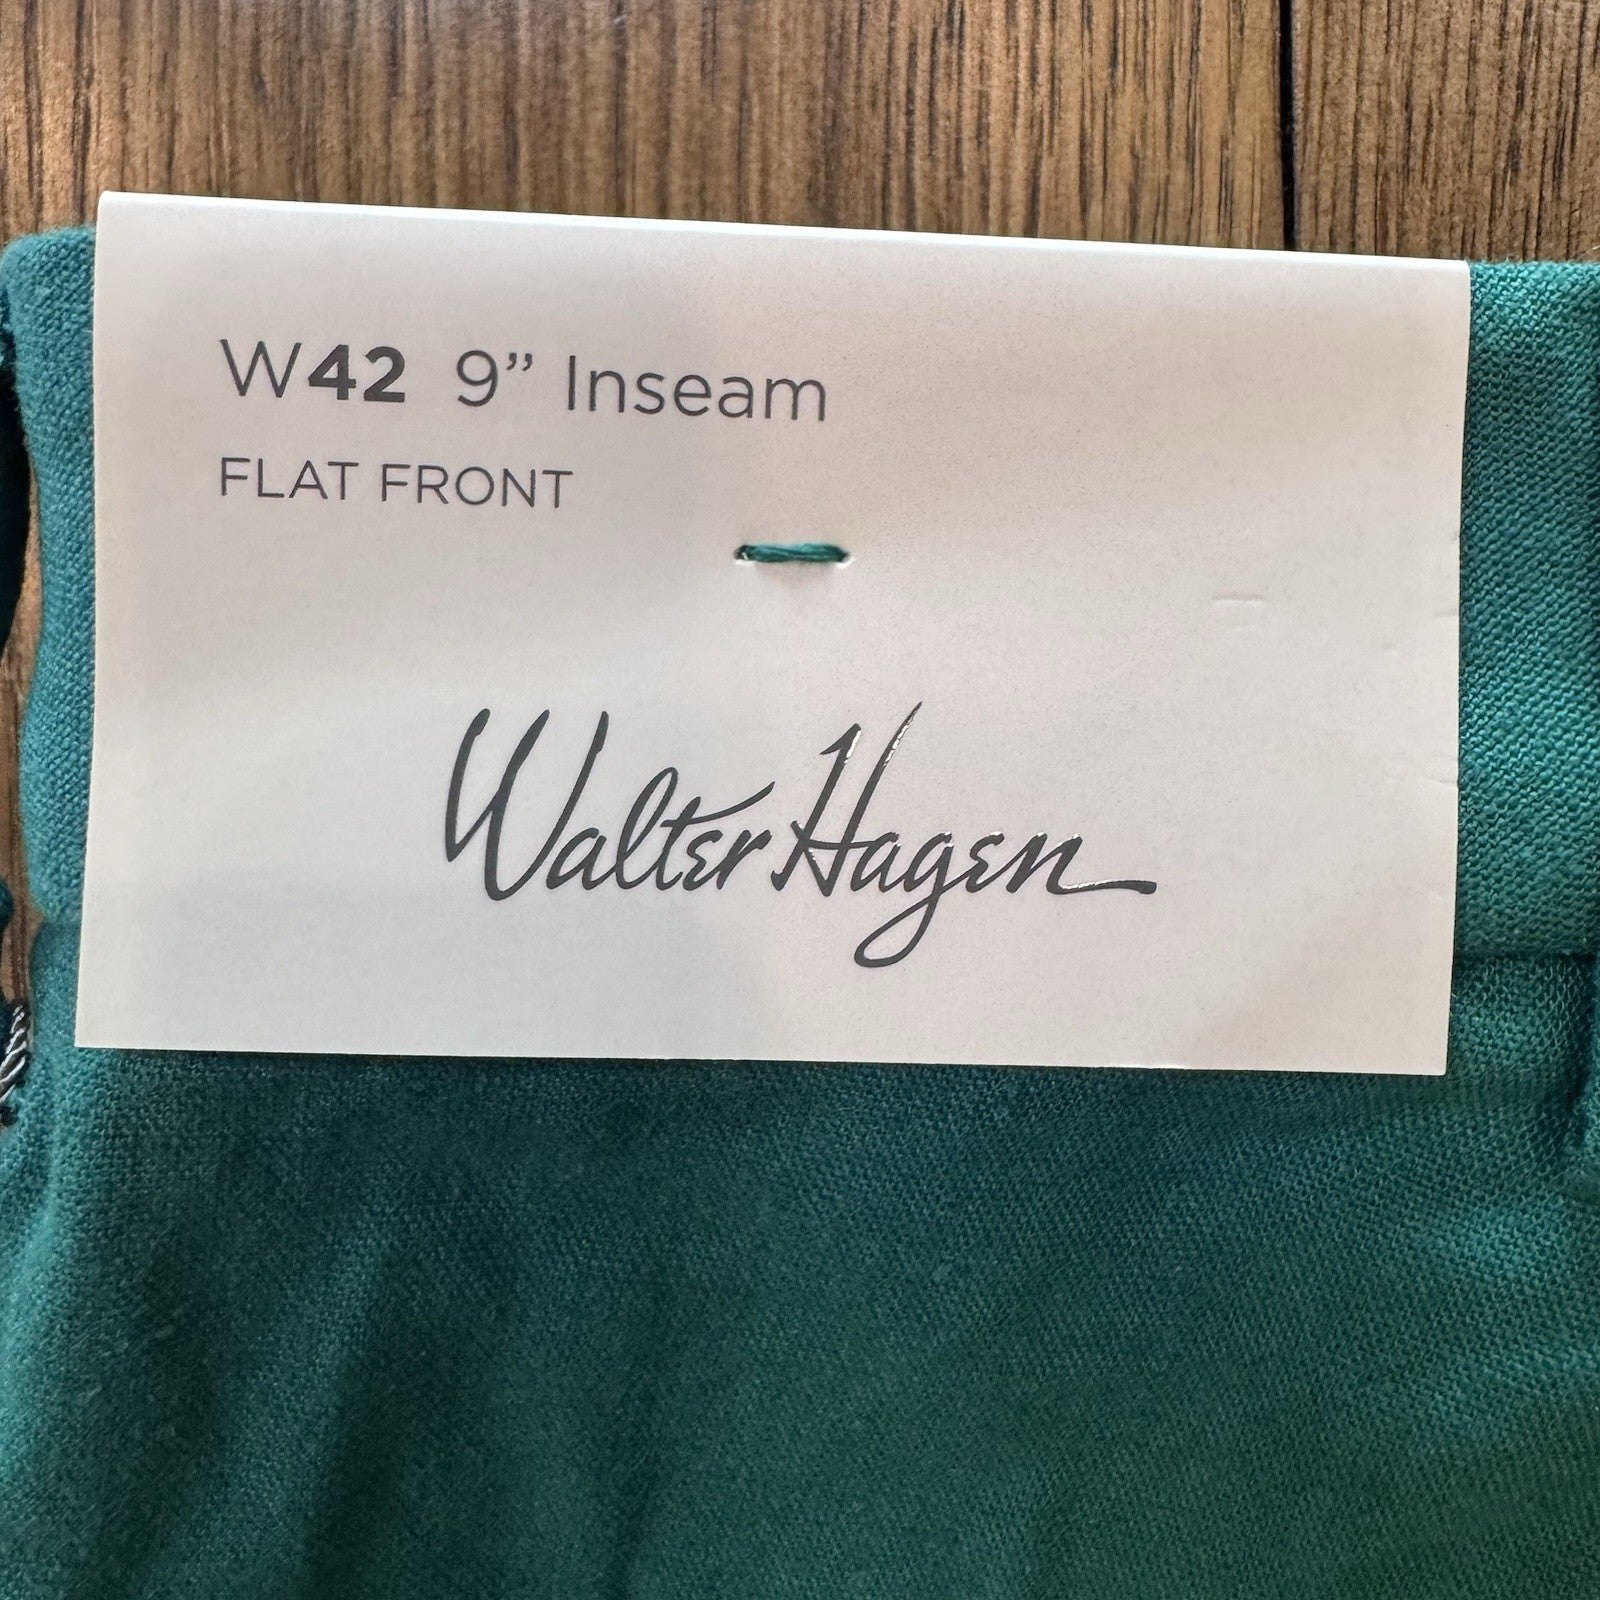 W42 9” Inseam
FLAT FRONT
Walter Hagen